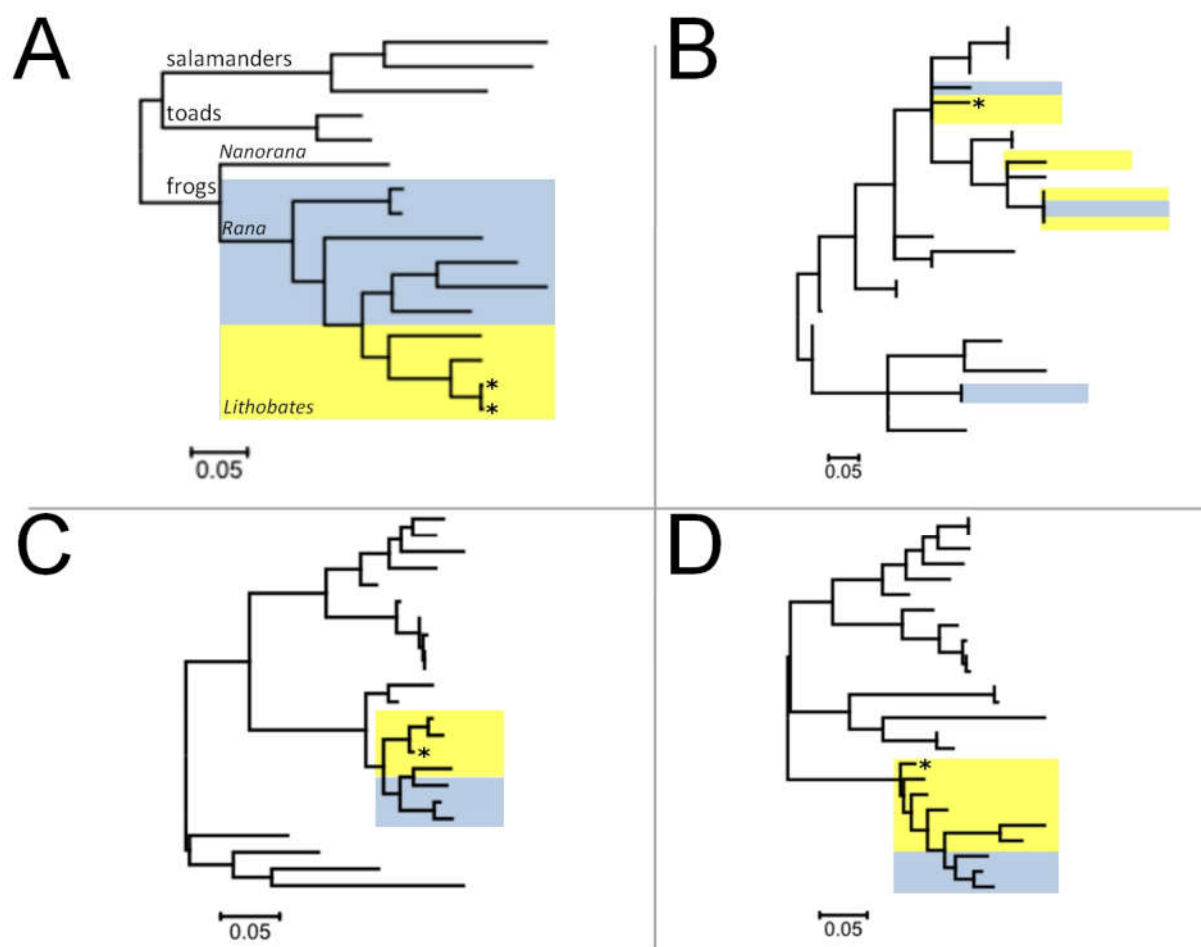 A
salamanders
toads
Nanorana
frogs
Rana
*
*
Lithobates
0.05
B
*
0.05
C
*
0.05
D
*
0.05